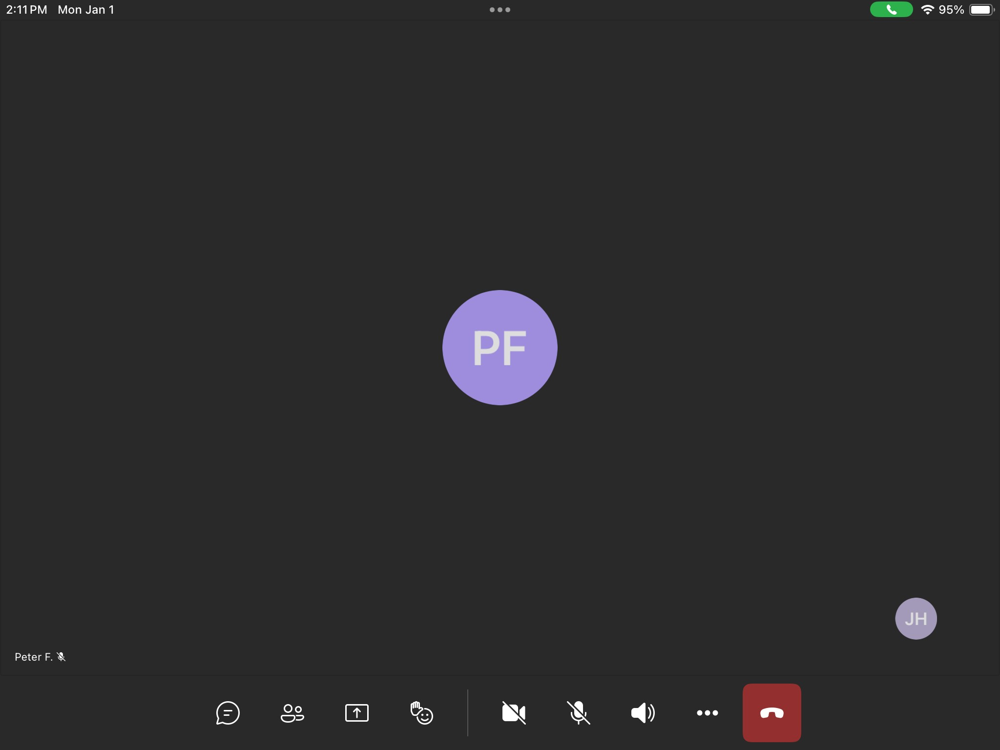 2:11 PM Mon Jan 1
95%
PF
JH
Peter F.